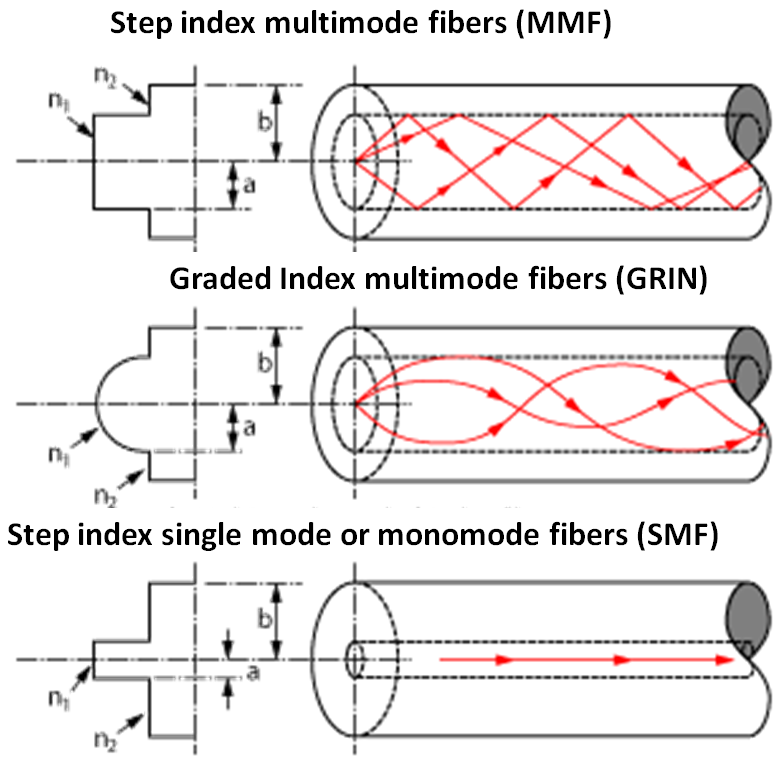 Step index multimode fibers (MMF)
n₂
n₁
b
a
Graded Index multimode fibers (GRIN)
b
a
n₁
n₂
Step index single mode or monomode fibers (SMF)
b
a
n₁
n₂